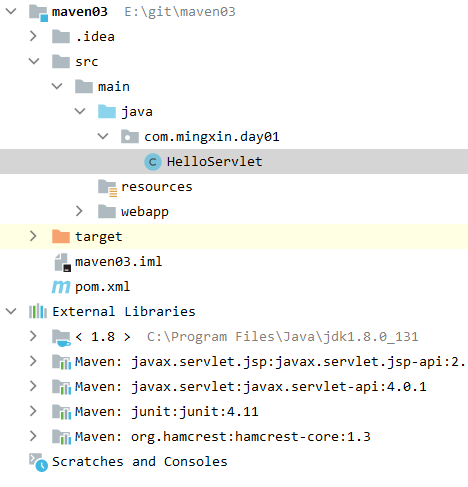 maven03 E:\git\maven03
.idea
src
main
java
com.mingxin.day01
HelloServlet
resources
webapp
target
maven03.iml
pom.xml
External Libraries
< 1.8 > C:\Program Files\Java\jdk1.8.0_131
Maven: javax.servlet.jsp:javax.servlet.jsp-api:2.
Maven: javax.servlet:javax.servlet-api:4.0.1
Maven: junit:junit:4.11
Maven: org.hamcrest:hamcrest-core:1.3
Scratches and Consoles